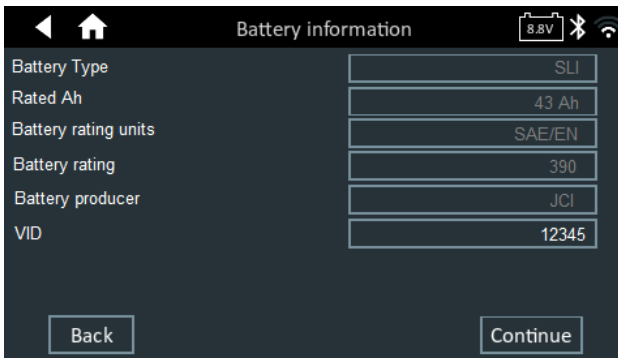 Battery information 8.8V
Battery Type SLI
Rated Ah 43 Ah
Battery rating units SAE/EN
Battery rating 390
Battery producer JCI
VID 12345
Back Continue